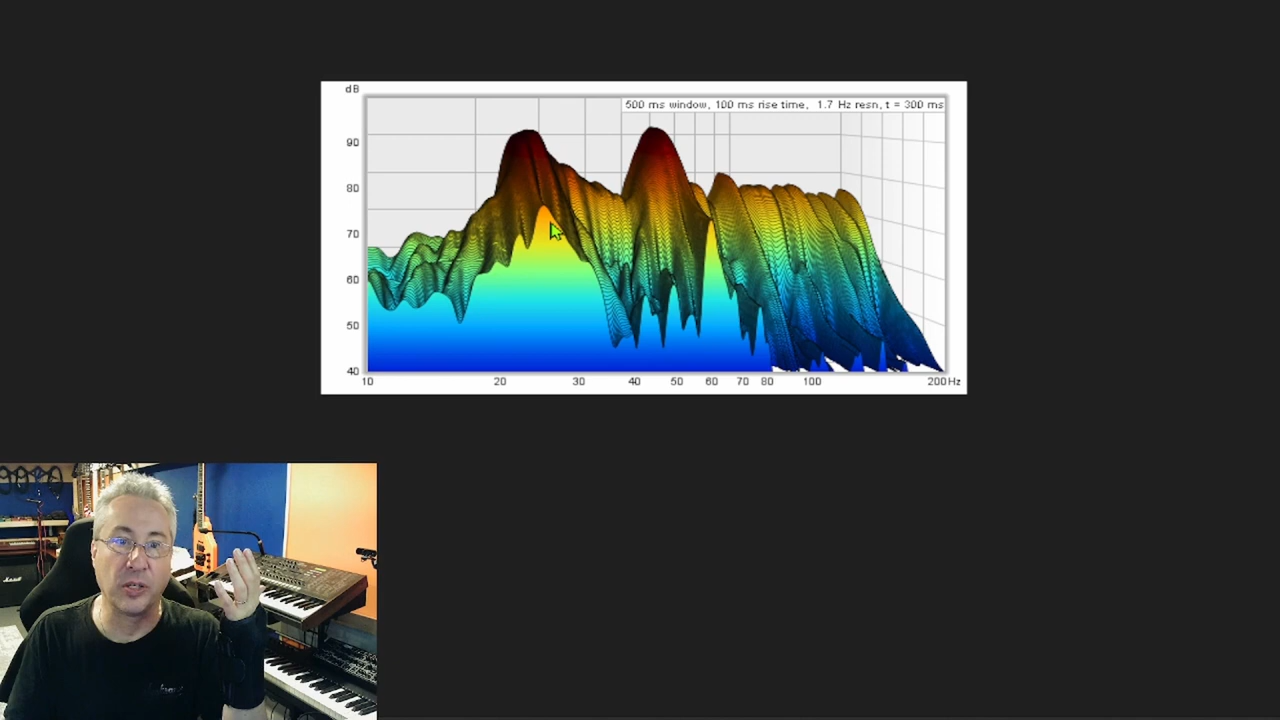 dB
500 ms window, 100 ms rise time, 1.7 Hz resn, t = 300 ms
90
80
70
60
50
40
10 20 30 40 50 60 70 80 100 200 Hz
Marshall